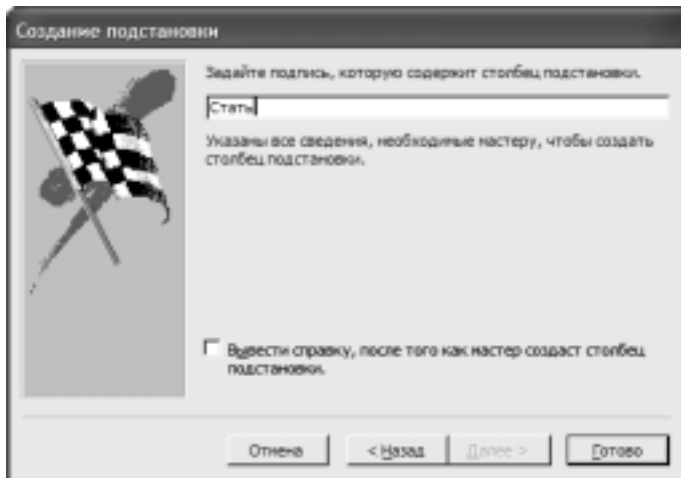 Создание подстановки
Задайте подпись, которую содержит столбец подстановки.
Стать
Указаны все сведения, необходимые мастеру, чтобы создать
столбец подстановки.
Вывести справку, после того как мастер создаст столбец
подстановки.
Отмена
< Назад
Далее >
Готово